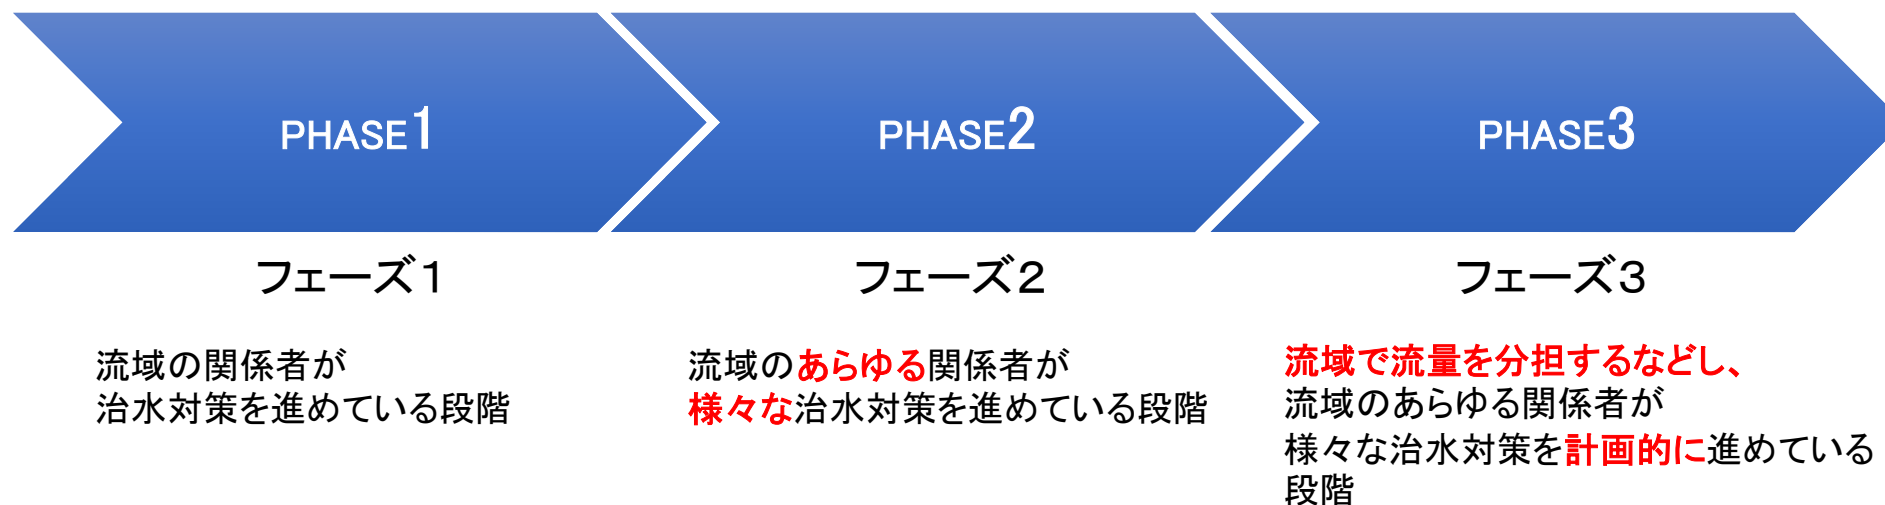 PHASE1
PHASE2
PHASE3
フェーズ1
フェーズ2
フェーズ3
流域の関係者が
治水対策を進めている段階
流域のあらゆる関係者が
様々な治水対策を進めている段階
流域で流量を分担するなどし、
流域のあらゆる関係者が
様々な治水対策を計画的に進めている
段階